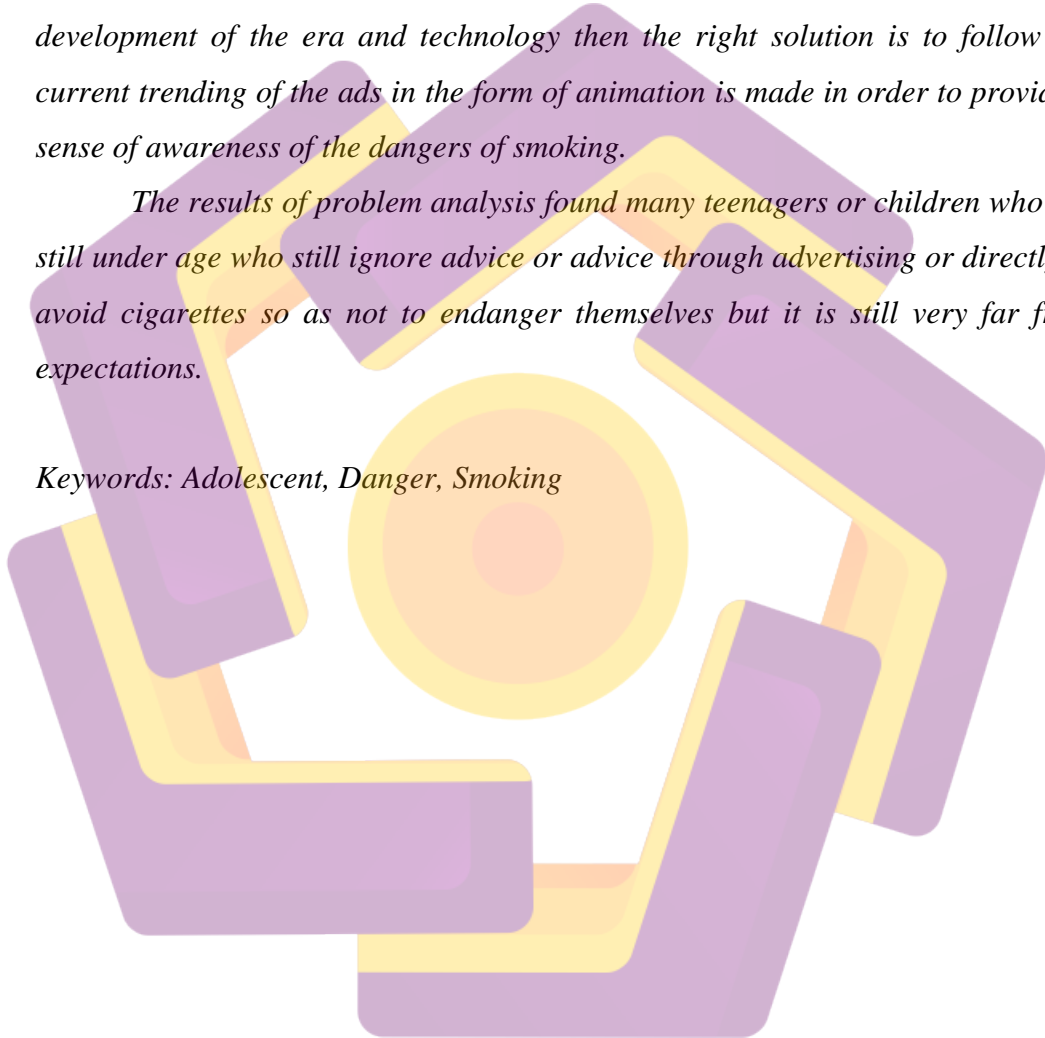 development of the era and technology then the right solution is to follow
current trending of the ads in the form of animation is made in order to
sense of awareness of the dangers of smoking.
The results of problem analysis found many teenagers or children who
still under age who still ignore advice or advice through advertising or
avoid cigarettes so as not to endanger themselves but it is still very far
expectations.
Keywords: Adolescent, Danger, Smoking